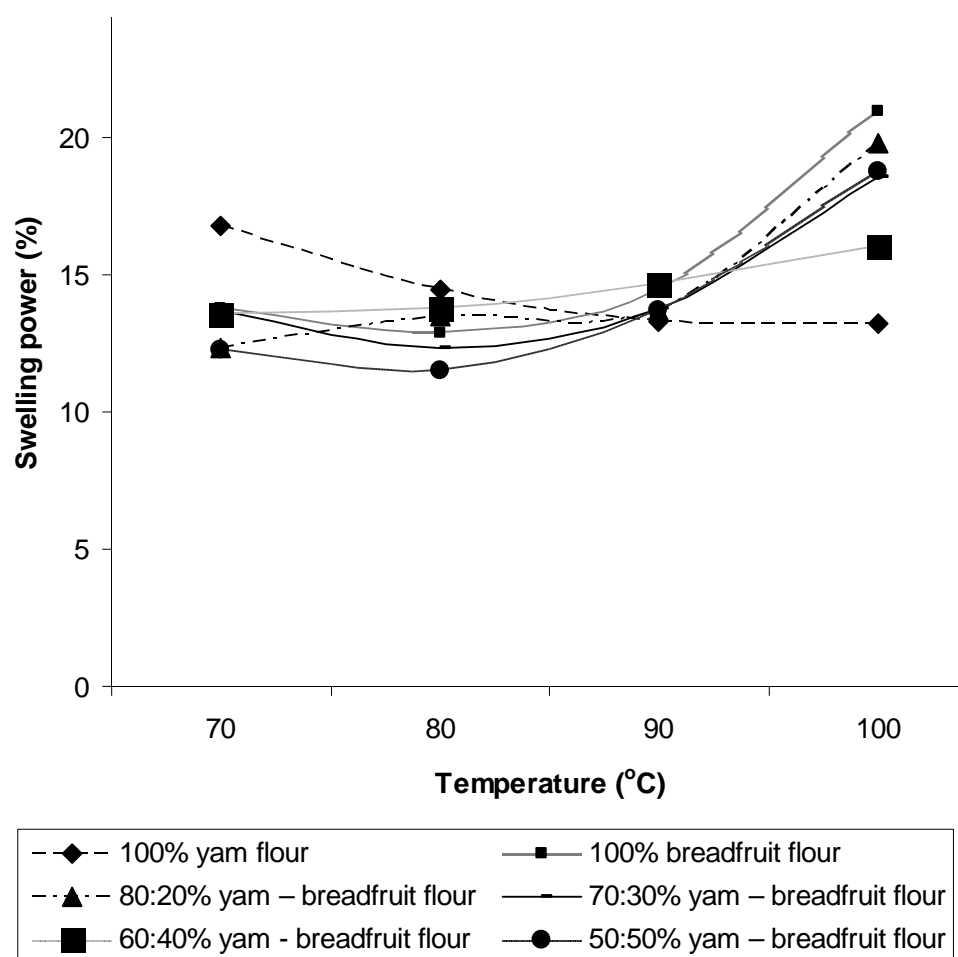 20
15
10
5
0
Swelling power (%)
70 80 90 100
Temperature (°C)
100% yam flour 100% breadfruit flour
80:20% yam – breadfruit flour 70:30% yam – breadfruit flour
60:40% yam - breadfruit flour 50:50% yam – breadfruit flour